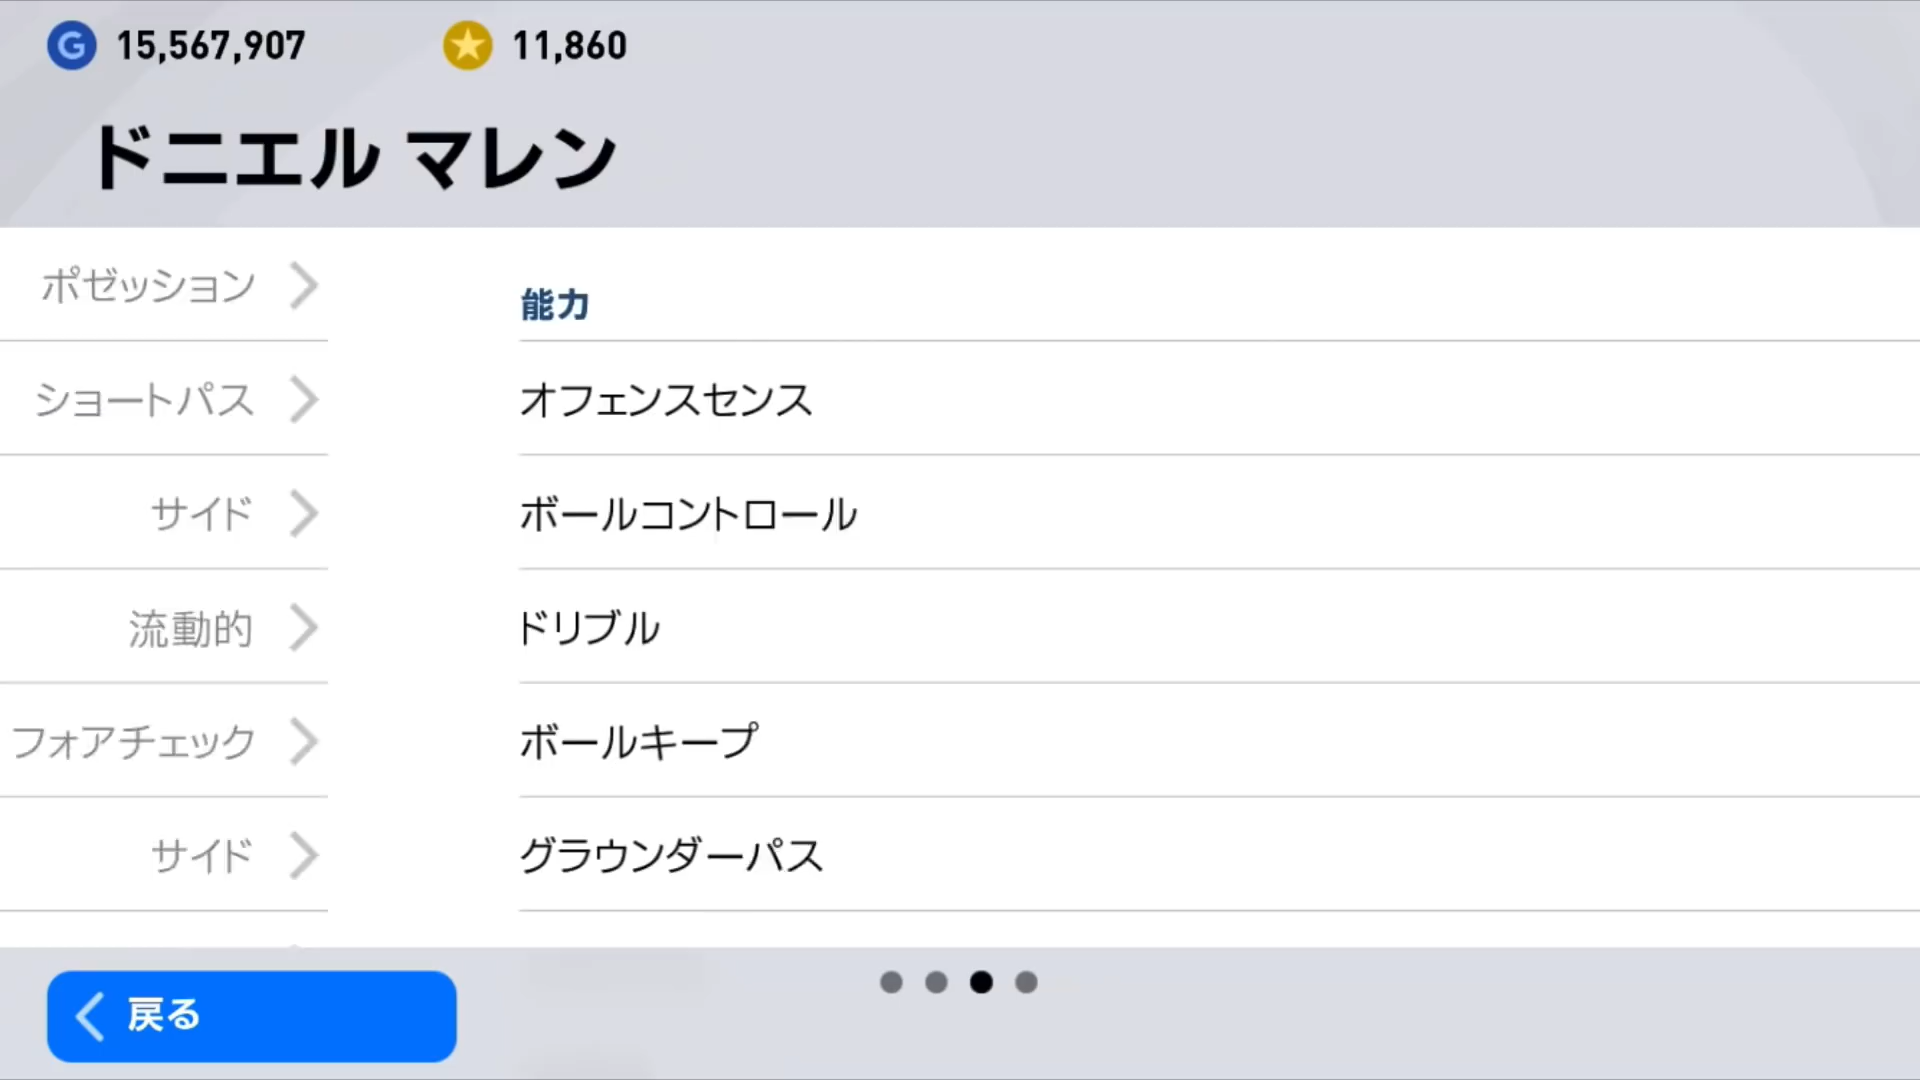 G 15,567,907 11,860
ドニエル マレン
ポゼッション
ショートパス
サイド
流動的
フォアチェック
サイド
能力
オフェンスセンス
ボールコントロール
ドリブル
ボールキープ
グラウンダーパス
戻る